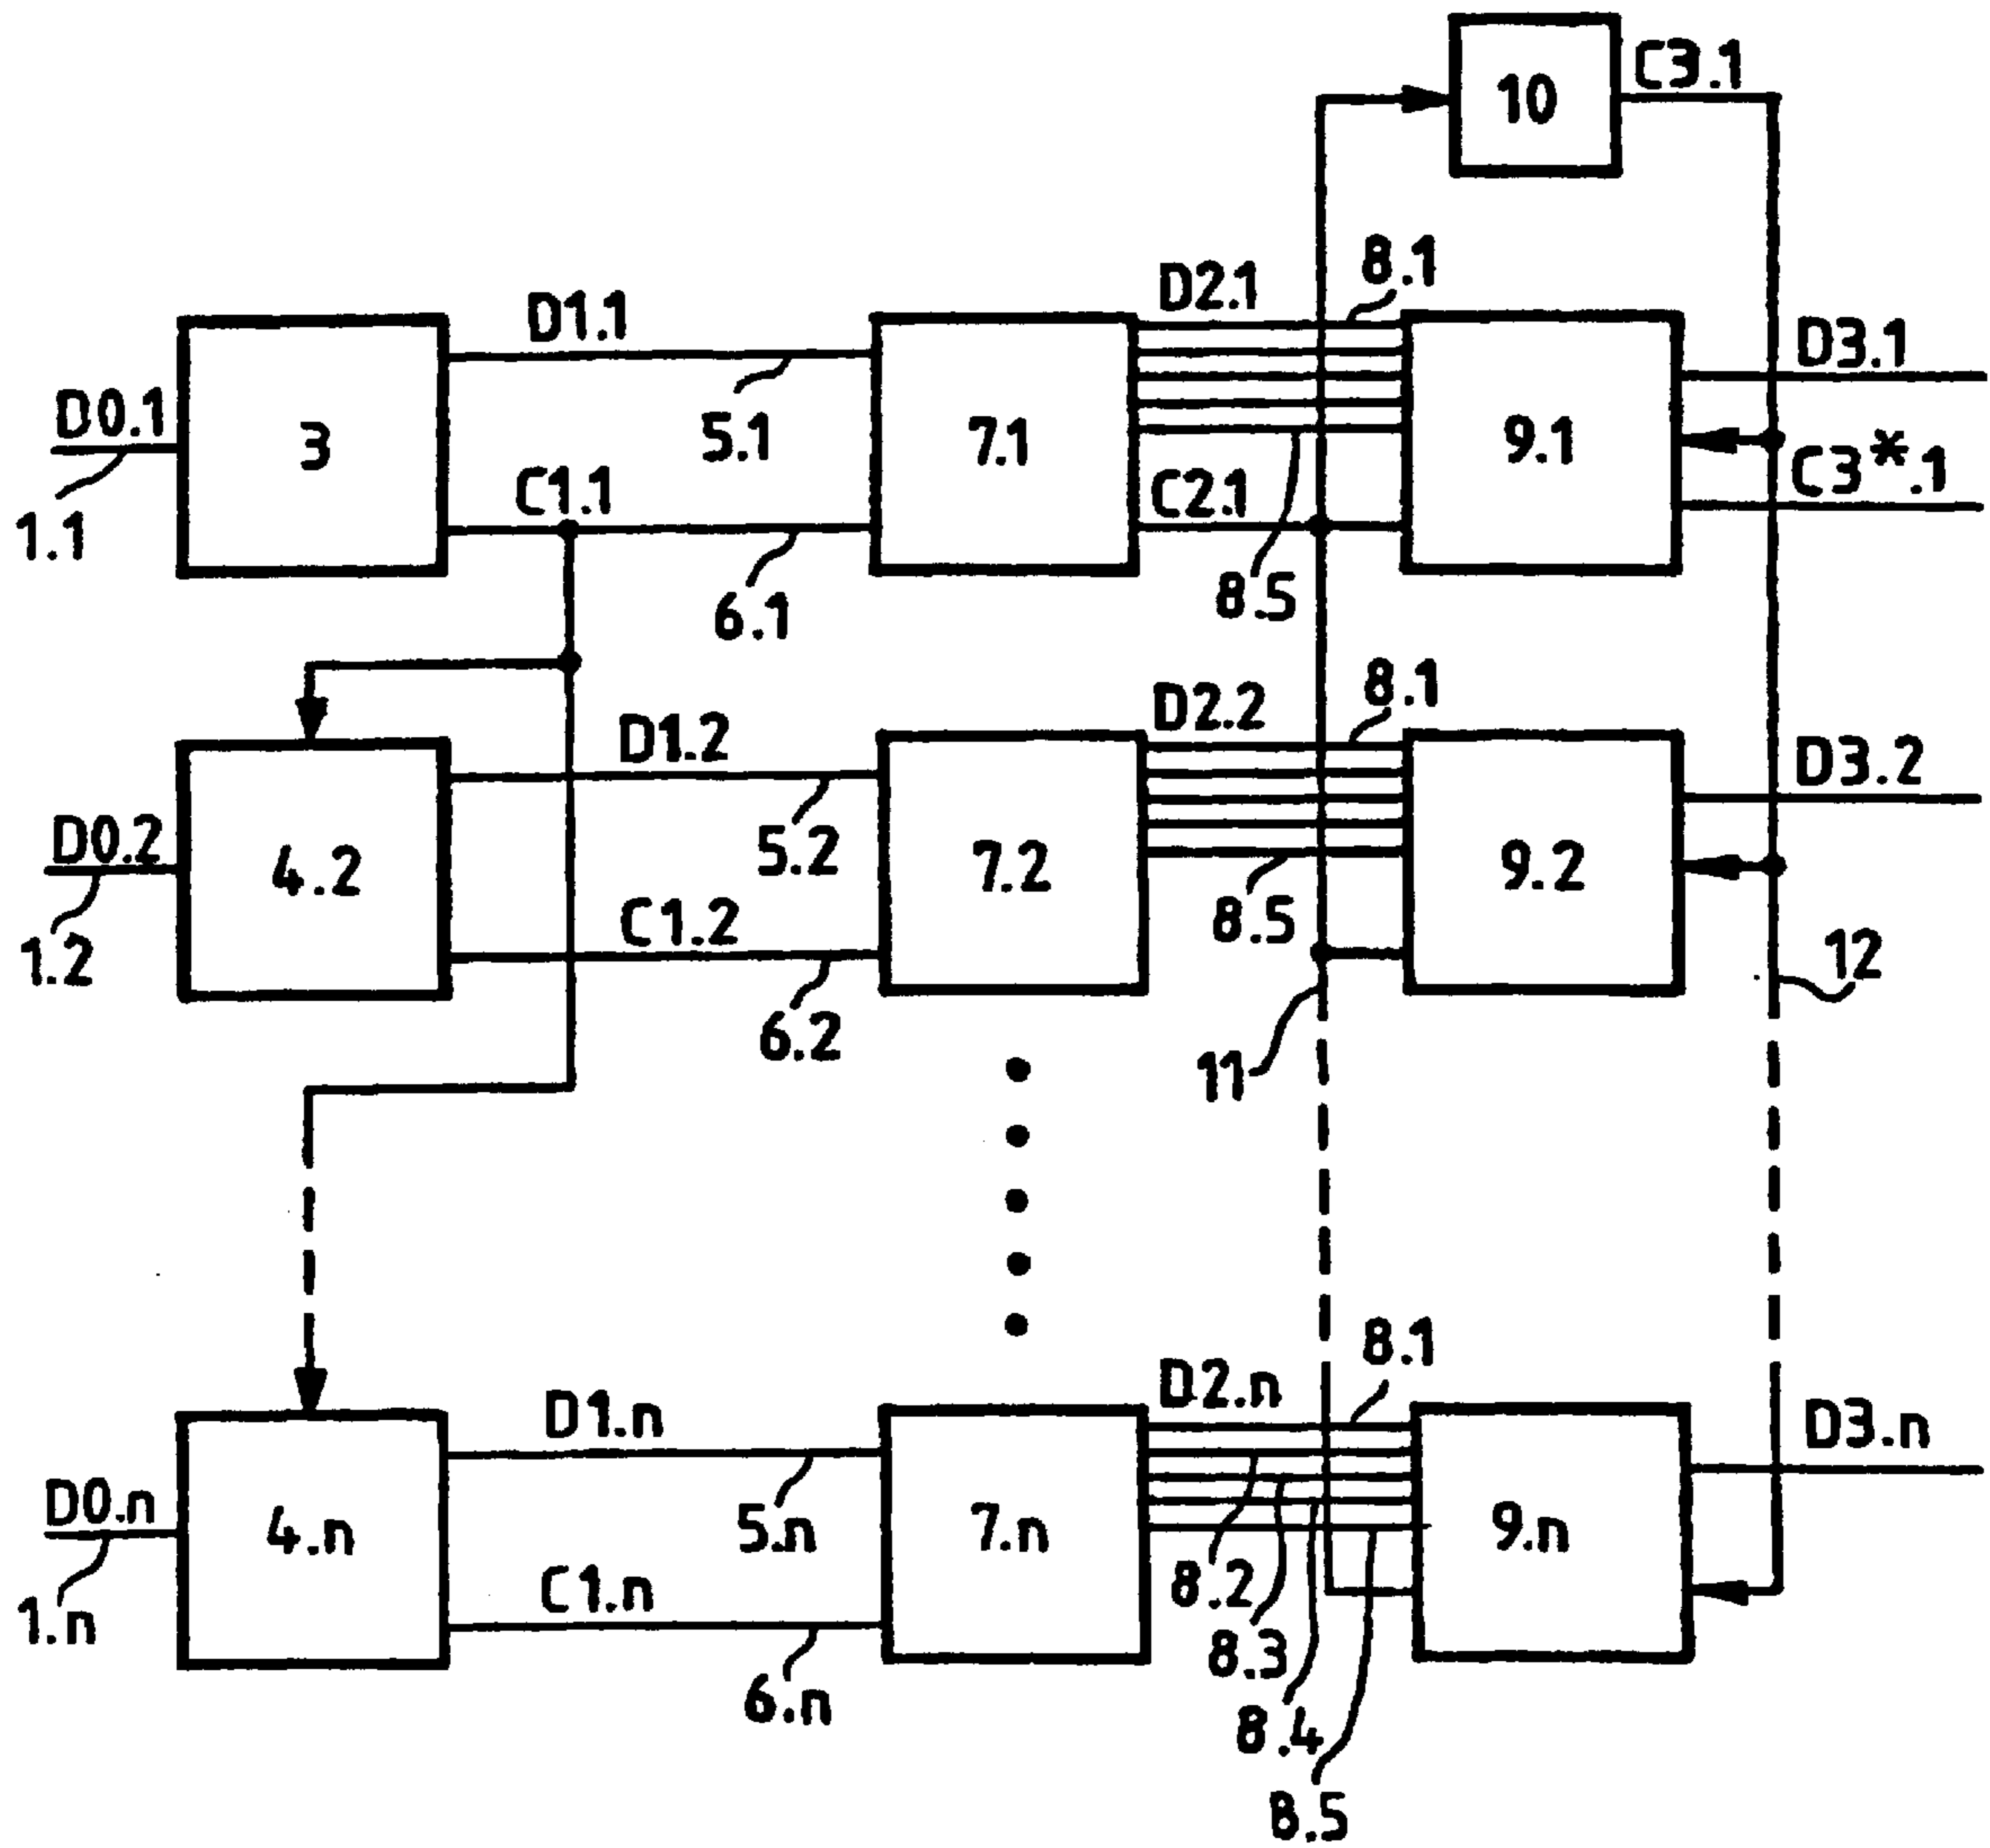 10
C3.1
D2.1
8.1
D1.1
D3.1
D0.1
3
5.1
7.1
9.1
C1.1
C2.1
C3*.1
1.1
6.1
8.5
D1.2
D2.2
8.1
D3.2
D0.2
4.2
5.2
7.2
9.2
C1.2
8.5
1.2
12
6.2
11
8.1
D1.n
D2.n
D3.n
D0.n
4.n
5.n
7.n
9.n
C1.n
8.2
1.n
8.3
6.n
8.4
8.5